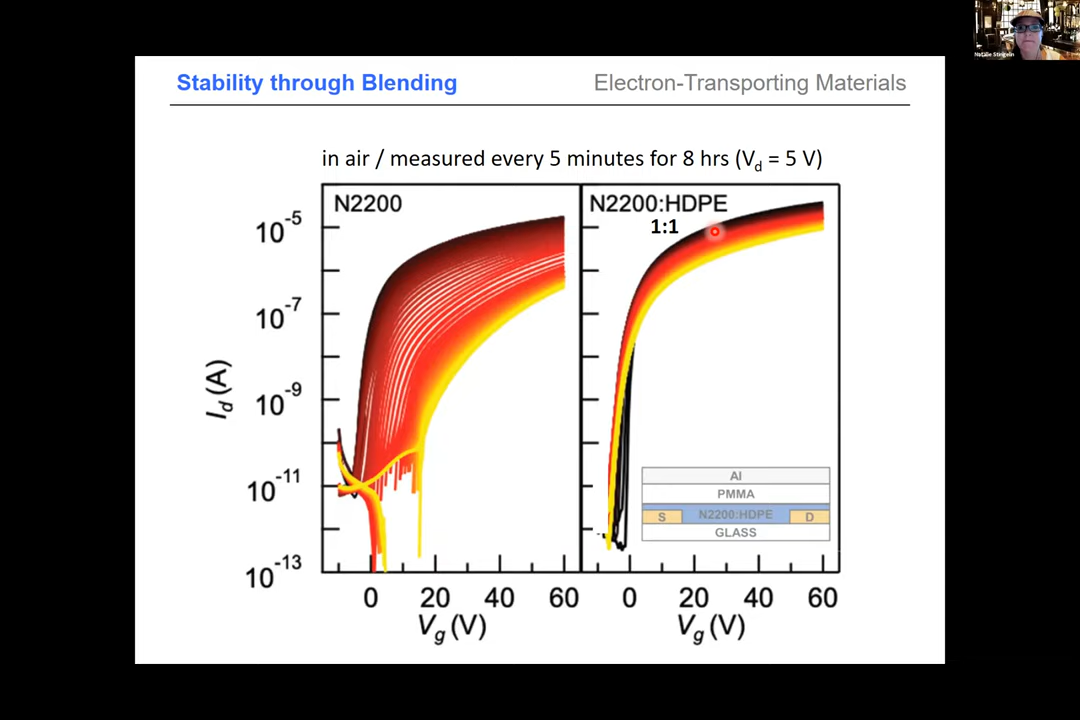 Natalie Stingelin
Stability through Blending
Electron-Transporting Materials
in air / measured every 5 minutes for 8 hrs (Vd = 5 V)
N2200
N2200:HDPE
1:1
10-5
10-7
10-9
10-11
10-13
Id (A)
Al
PMMA
S
N2200:HDPE
D
GLASS
0
20
40
60
0
20
40
60
Vg (V)
Vg (V)